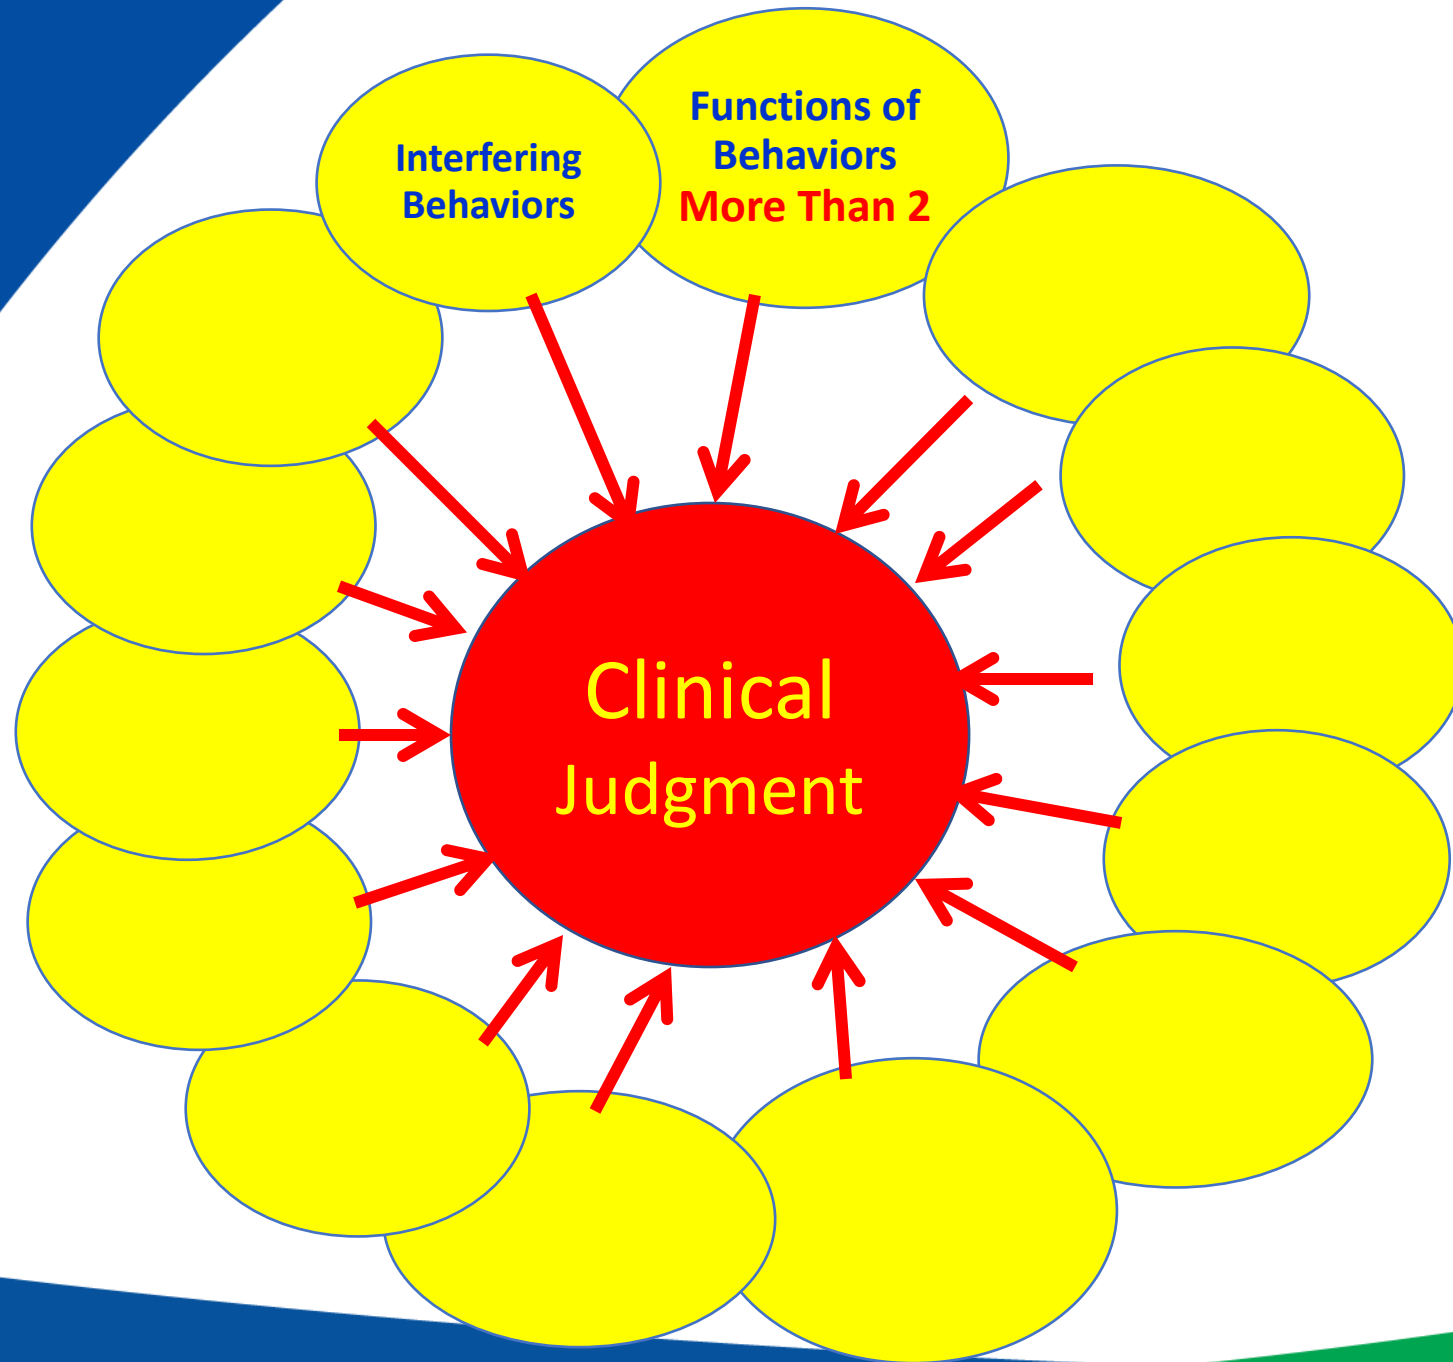 Interfering
Behaviors
Functions of
Behaviors
More Than 2
Clinical
Judgment